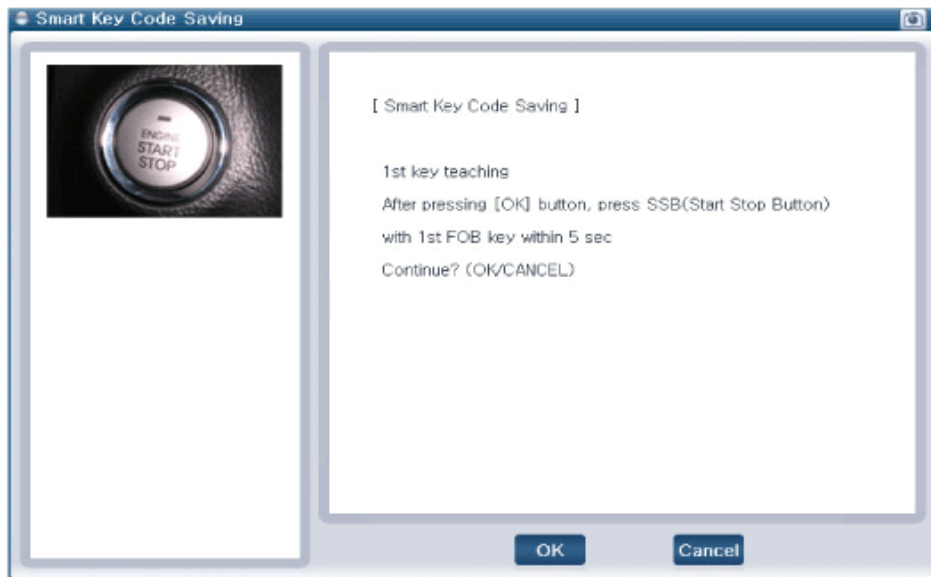 Smart Key Code Saving
ENGINE
START
STOP
[ Smart Key Code Saving ]
1st key teaching
After pressing [OK] button, press SSB(Start Stop Button)
with 1st FOB key within 5 sec
Continue? (OK/CANCEL)
OK
Cancel